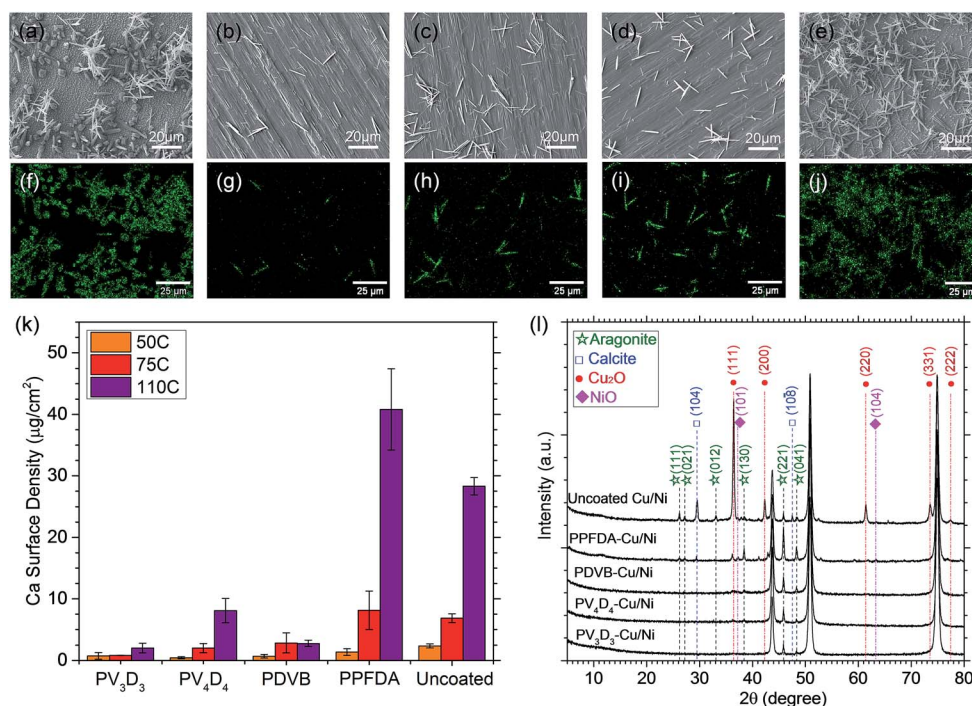 (a) (b) (c) (d) (e)
20μm 20μm 20μm 20μm 20μm
(f) (g) (h) (i) (j)
25 μm 25 μm 25 μm 25 μm 25 μm
(k)
50C
75C
110C
Ca Surface Density (μg/cm²)
60
50
40
30
20
10
0
PV₃D₃ PV₄D₄ PDVB PPFDA Uncoated
(l)
Aragonite
Calcite
Cu₂O
NiO
(111)
(021)
(104)
(012)
(111)
(101)
(130)
(200)
(221)
(108)
(041)
(220)
(104)
(331)
(222)
Intensity (a.u.)
Uncoated Cu/Ni
PPFDA-Cu/Ni
PDVB-Cu/Ni
PV₄D₄-Cu/Ni
PV₃D₃-Cu/Ni
10 20 30 40 50 60 70 80
2θ (degree)